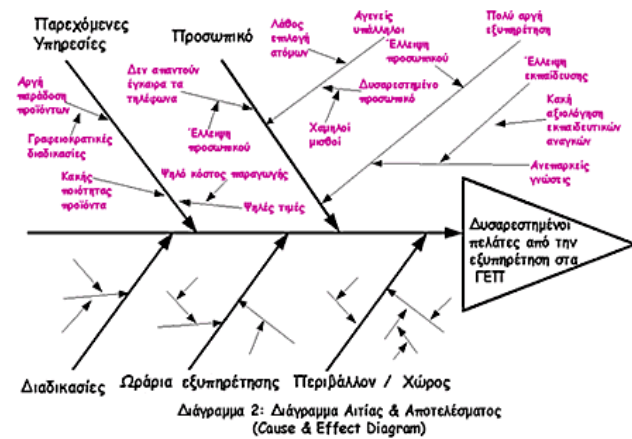 Παρεχόμενες
Υπηρεσίες
Προσωπικό
Λάθος
επιλογή
ατόμων
Αγενείς
υπάλληλοι
Πολύ αργή
εξυπηρέτηση
Έλλειψη
προσωπικού
Έλλειψη
εκπαίδευσης
Δεν απαντούν
έγκαιρα τα
τηλέφωνα
Αργή
παράδοση
προϊόντων
Δυσαρεστημένο
προσωπικό
Κακή
αξιολόγηση
εκπαιδευτικών
αναγκών
Γραφειοκρατικές
διαδικασίες
Έλλειψη
προσωπικού
Χαμηλοί
μισθοί
Κακής
ποιότητας
προϊόντα
Ψηλό κόστος παραγωγής
Ψηλές τιμές
Ανεπαρκείς
γνώσεις
Δυσαρεστημένοι
πελάτες από την
εξυπηρέτηση στα
ΓΕΠ
Διαδικασίες
Ωράρια εξυπηρέτησης
Περιβάλλον / Χώρος
Διάγραμμα 2: Διάγραμμα Αιτίας & Αποτελέσματος
(Cause & Effect Diagram)